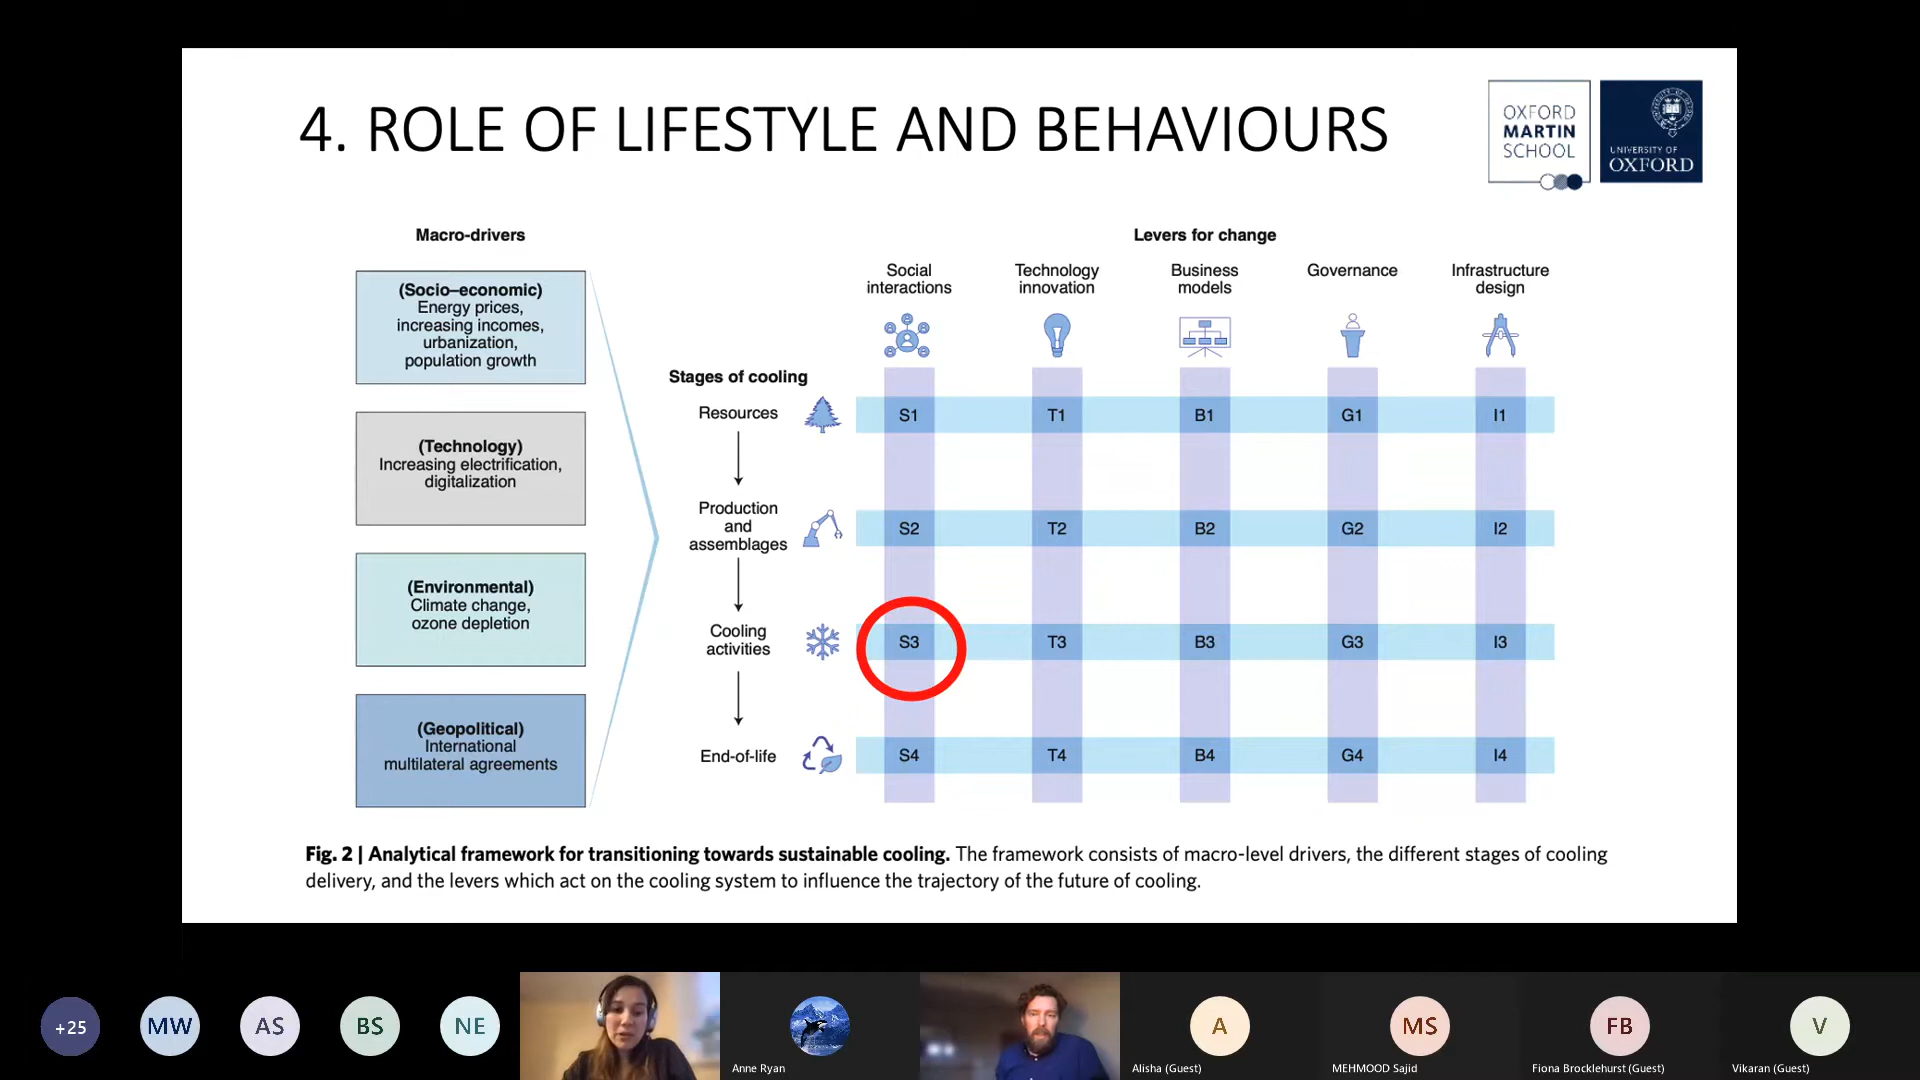 4. ROLE OF LIFESTYLE AND BEHAVIOURS
OXFORD
MARTIN
SCHOOL
UNIVERSITY OF
OXFORD
Macro-drivers
(Socio–economic)
Energy prices,
increasing incomes,
urbanization,
population growth
(Technology)
Increasing electrification,
digitalization
(Environmental)
Climate change,
ozone depletion
(Geopolitical)
International
multilateral agreements
Levers for change
Social
interactions
Technology
innovation
Business
models
Governance
Infrastructure
design
Stages of cooling
Resources
S1 T1 B1 G1 I1
Production
and
assemblages
S2 T2 B2 G2 I2
Cooling
activities
S3 T3 B3 G3 I3
End-of-life
S4 T4 B4 G4 I4
Fig. 2 | Analytical framework for transitioning towards sustainable cooling. The framework consists of macro-level drivers, the different stages of cooling
delivery, and the levers which act on the cooling system to influence the trajectory of the future of cooling.
+25
MW
AS
BS
NE
Anne Ryan
A
Alisha (Guest)
MS
MEHMOOD Sajid
FB
Fiona Brocklehurst (Guest)
V
Vikaran (Guest)